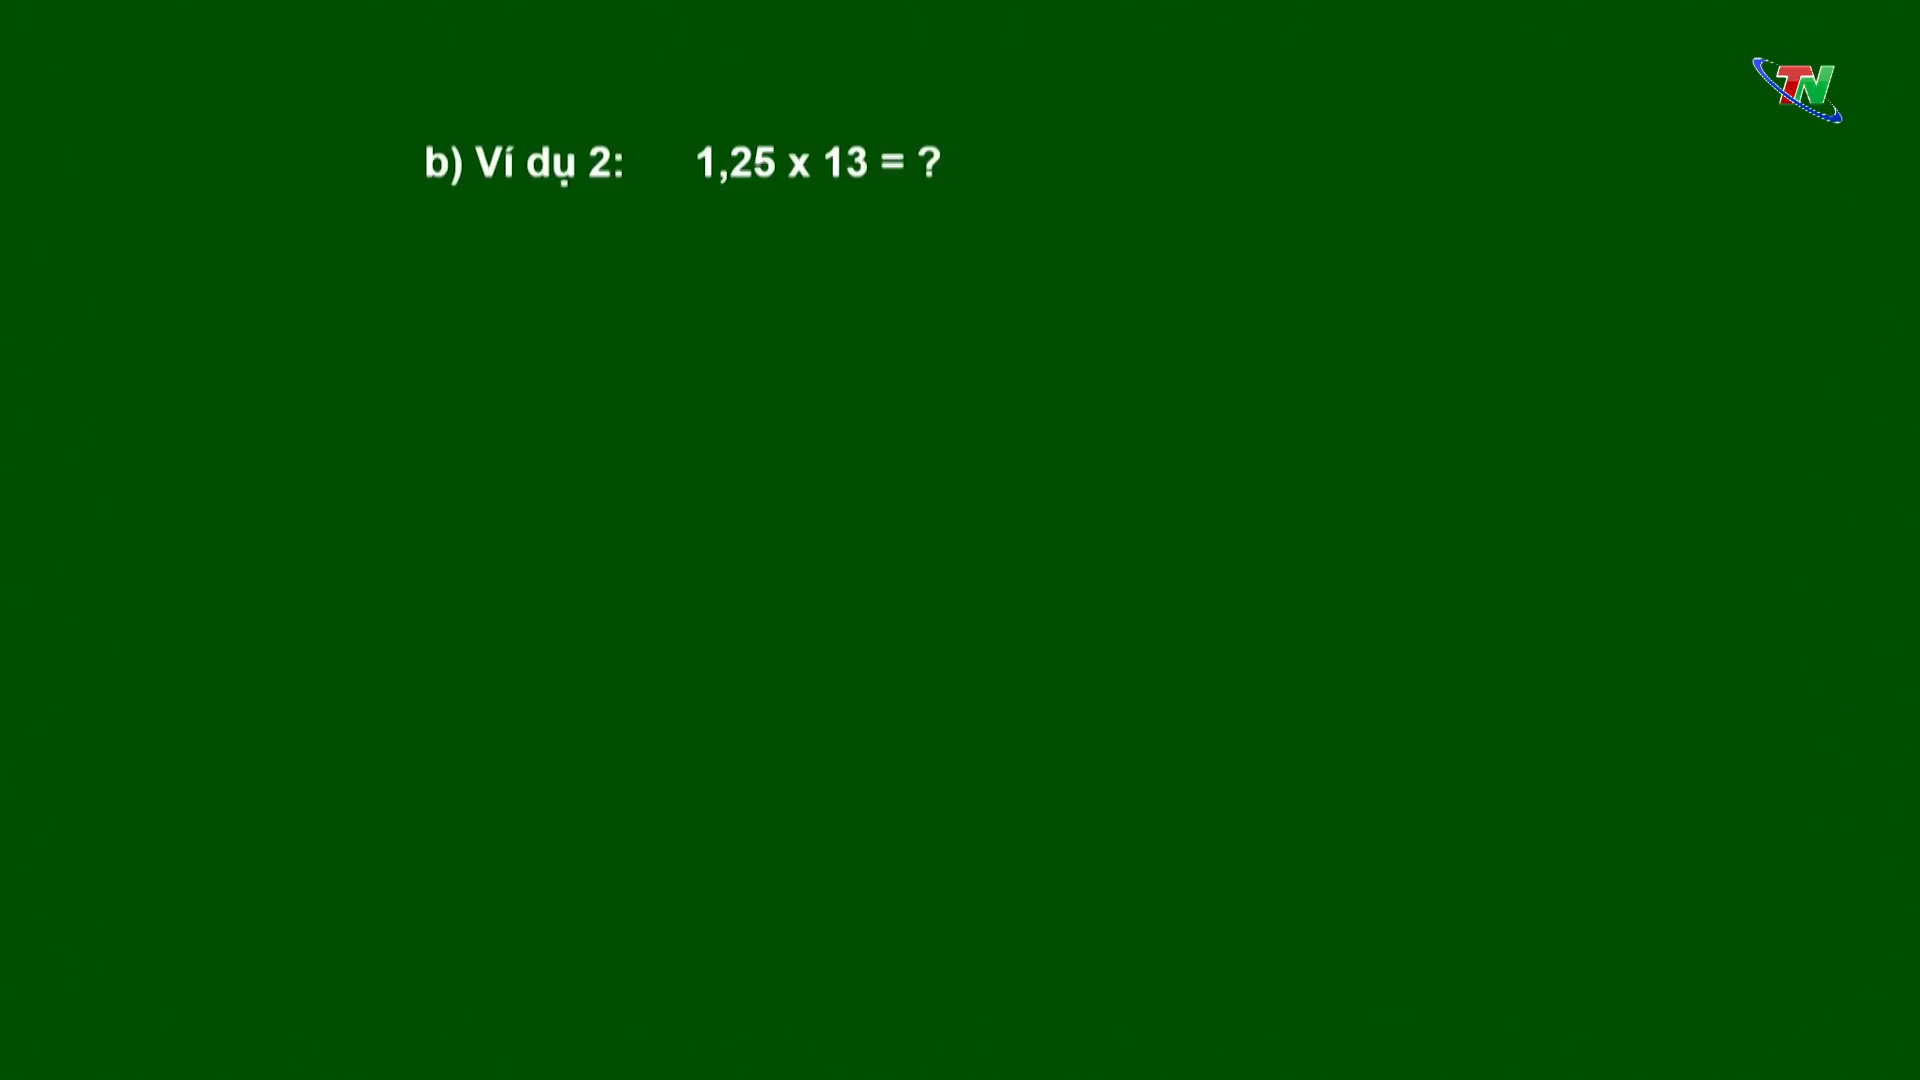 TN
b) Ví dụ 2: 1,25 x 13 = ?